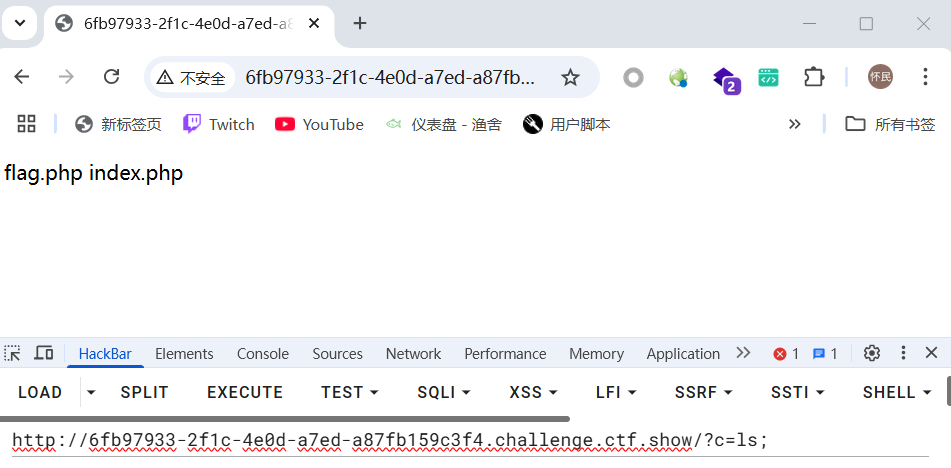 6fb97933-2f1c-4e0d-a7ed-a8
不安全 6fb97933-2f1c-4e0d-a7ed-a87fb... 2 怀民
新标签页 Twitch YouTube 仪表盘 - 渔舍 用户脚本 » 所有书签
flag.php index.php
HackBar Elements Console Sources Network Performance Memory Application 1 1
LOAD SPLIT EXECUTE TEST SQLI XSS LFI SSRF SSTI SHELL
http://6fb97933-2f1c-4e0d-a7ed-a87fb159c3f4.challenge.ctf.show/?c=ls;